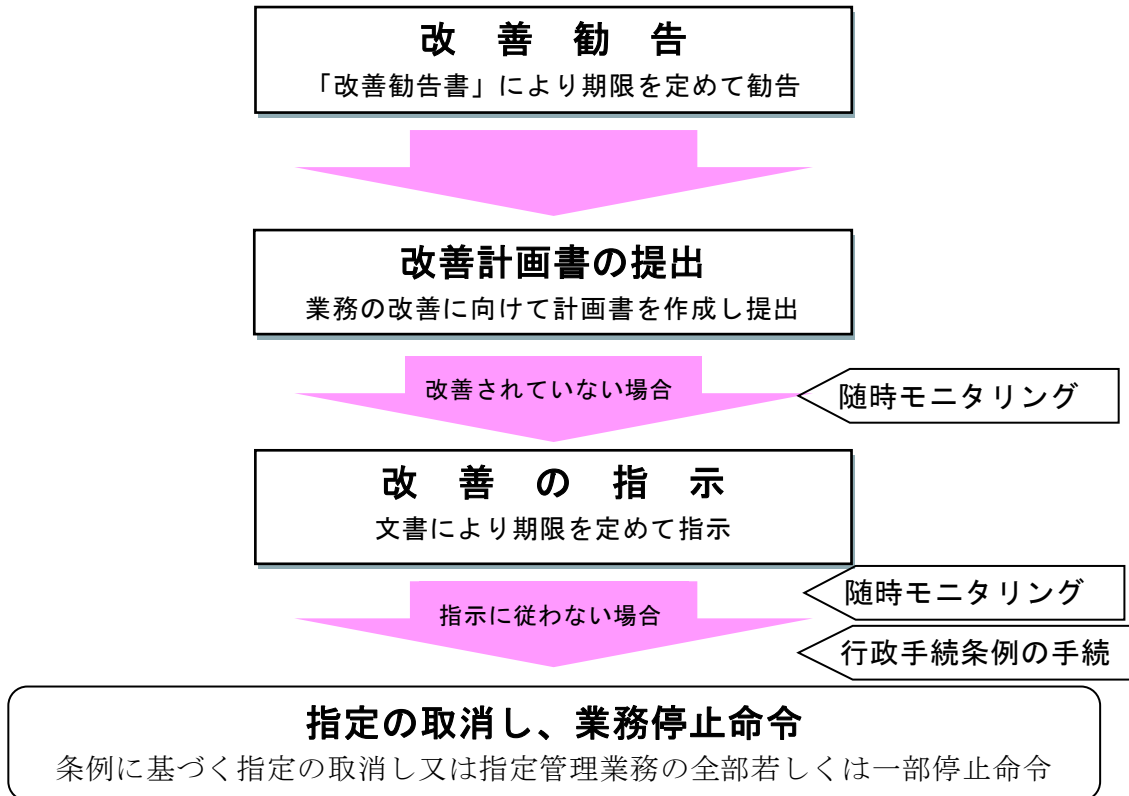 改善勧告
「改善勧告書」により期限を定めて勧告
改善計画書の提出
業務の改善に向けて計画書を作成し提出
改善されていない場合
随時モニタリング
改善の指示
文書により期限を定めて指示
随時モニタリング
指示に従わない場合
行政手続条例の手続
指定の取消し、業務停止命令
条例に基づく指定の取消し又は指定管理業務の全部若しくは一部停止命令